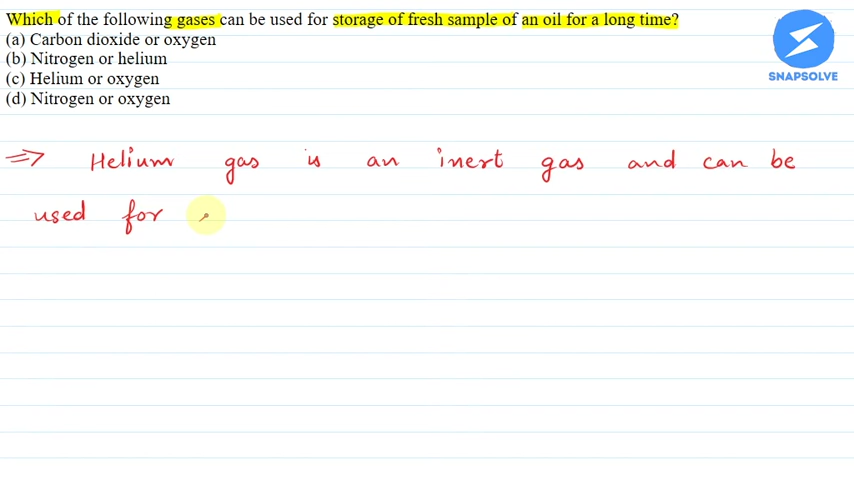 Which of the following gases can be used for storage of fresh sample of an oil for a long time?
(a) Carbon dioxide or oxygen
(b) Nitrogen or helium
(c) Helium or oxygen
(d) Nitrogen or oxygen
SNAPSOLVE
⇒ Helium gas is an inert gas and can be
used for